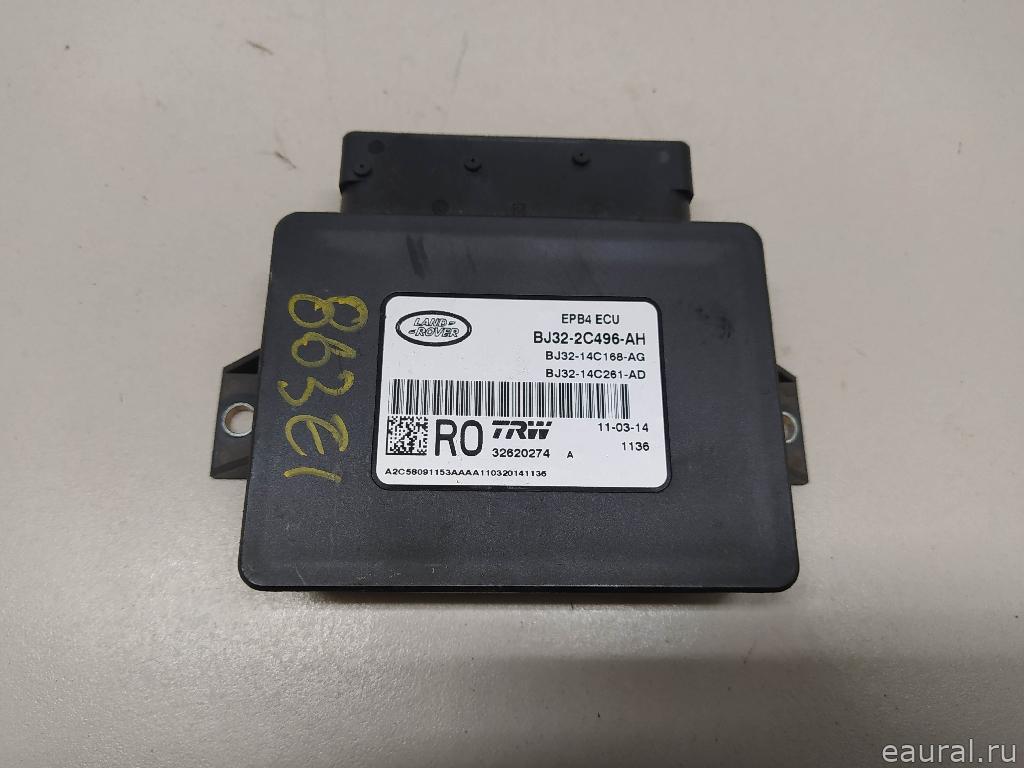 863E1
LAND-
-ROVER
EPB4 ECU
BJ32-2C496-AH
BJ32-14C168-AG
BJ32-14C261-AD
RO TRW 11-03-14
32620274 A 1136
A2C58091153AAAA110320141136
eaural.ru